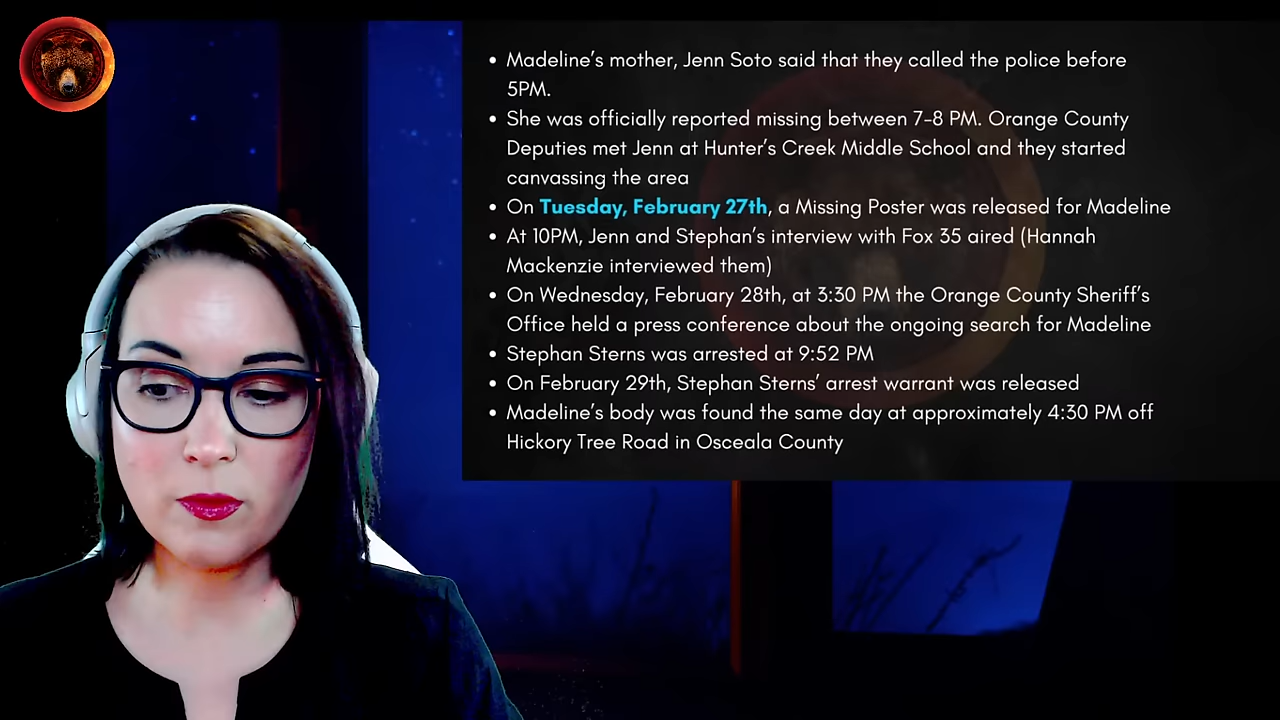 • Madeline's mother, Jenn Soto said that they called the police before
5PM.
• She was officially reported missing between 7-8 PM. Orange County
Deputies met Jenn at Hunter's Creek Middle School and they started
canvassing the area
• On Tuesday, February 27th, a Missing Poster was released for Madeline
• At 10PM, Jenn and Stephan's interview with Fox 35 aired (Hannah
Mackenzie interviewed them)
• On Wednesday, February 28th, at 3:30 PM the Orange County Sheriff's
Office held a press conference about the ongoing search for Madeline
• Stephan Sterns was arrested at 9:52 PM
• On February 29th, Stephan Sterns' arrest warrant was released
• Madeline's body was found the same day at approximately 4:30 PM off
Hickory Tree Road in Osceala County